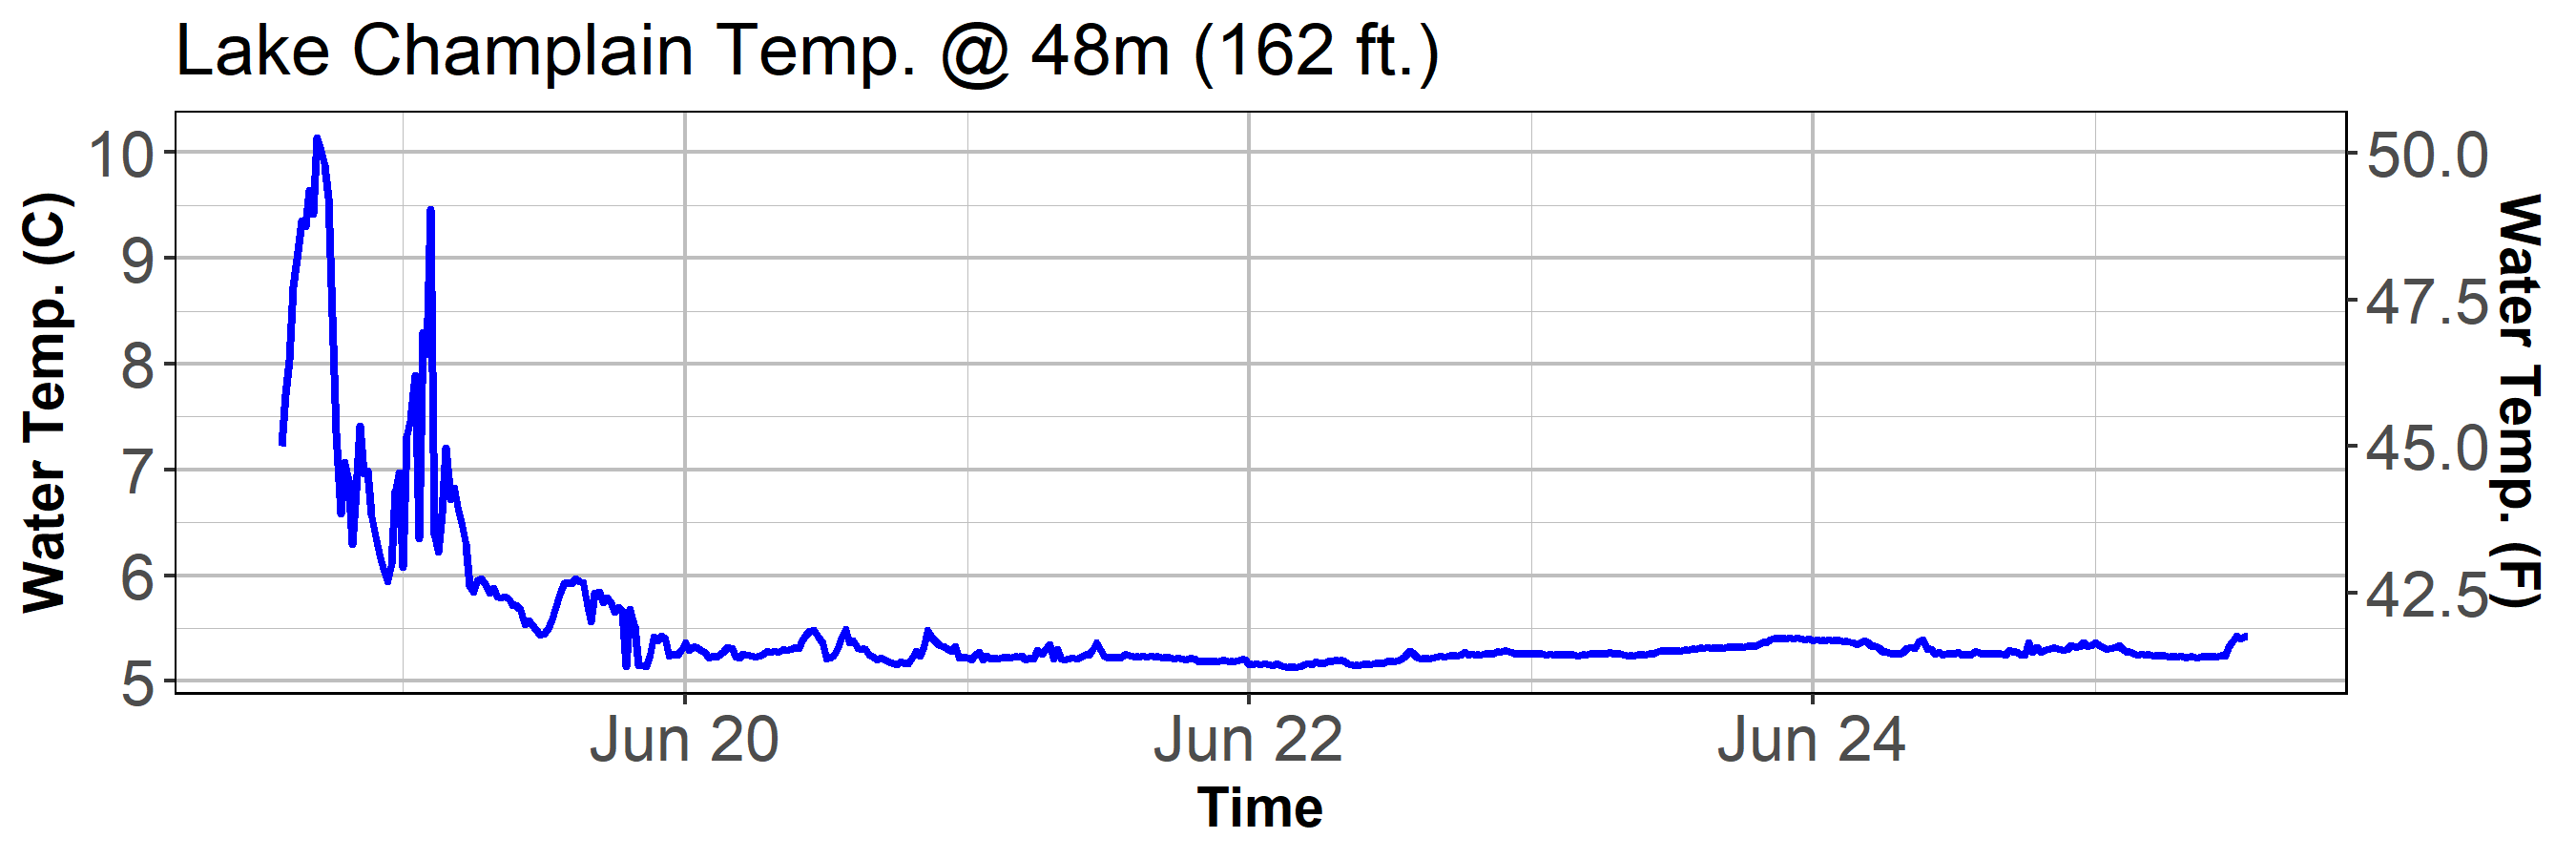 Lake Champlain Temp. @ 48m (162 ft.)
Water Temp. (C)
10
9
8
7
6
5
50.0
47.5
45.0
42.5
Water Temp. (F)
Jun 20 Jun 22 Jun 24
Time